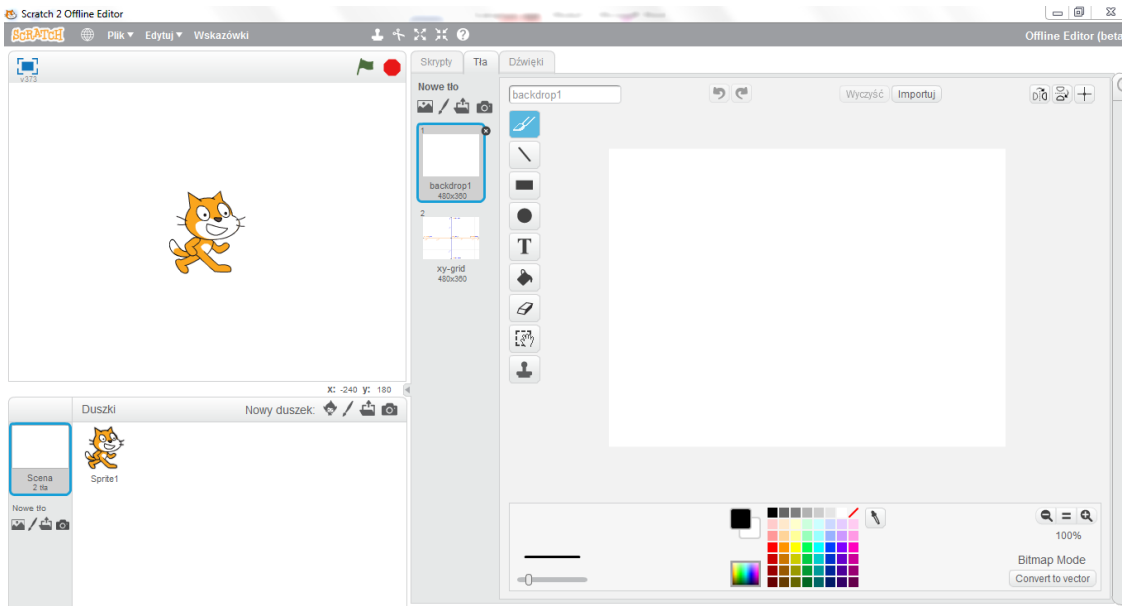 Scratch 2 Offline Editor
SCRATCH Plik Edytuj Wskazówki Offline Editor (beta
v373
Skrypty Tła Dźwięki
Nowe tło
backdrop1 Wyczyść Importuj
1
backdrop1
480x360
2
xy-grid
480x360
T
x: -240 y: 180
Duszki Nowy duszek:
Scena
2 tła
Sprite1
Nowe tło
100%
Bitmap Mode
Convert to vector